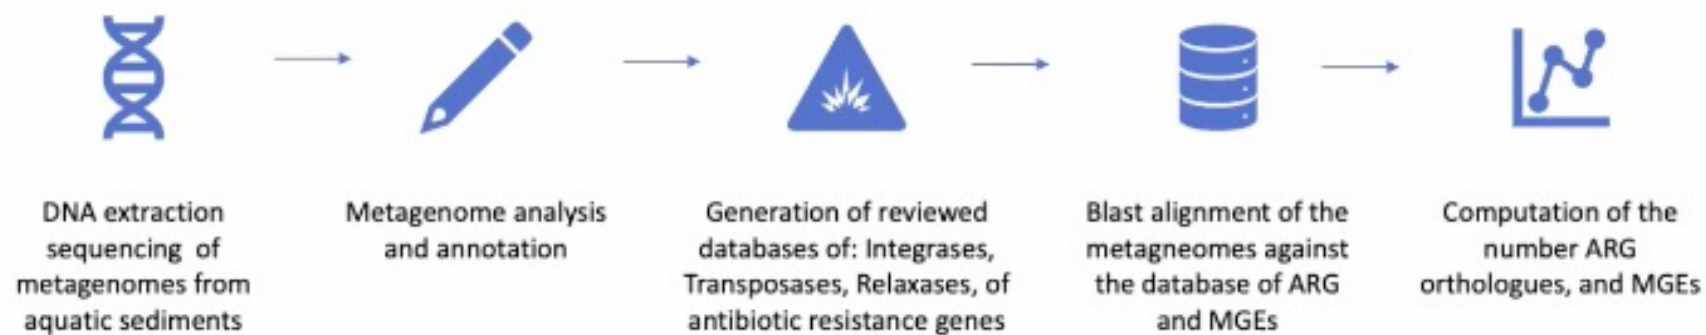 DNA extraction
sequencing of
metagenomes from
aquatic sediments
Metagenome analysis
and annotation
Generation of reviewed
databases of: Integrases,
Transposases, Relaxases, of
antibiotic resistance genes
Blast alignment of the
metagneomes against
the database of ARG
and MGEs
Computation of the
number ARG
orthologues, and MGEs